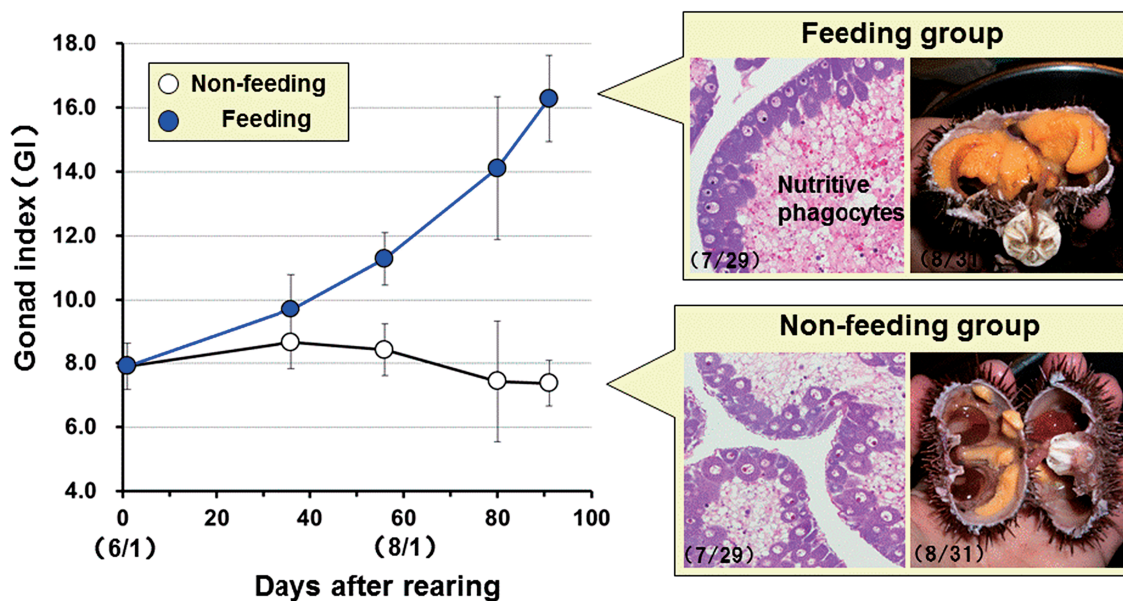 Gonad index (GI)
18.0
16.0
14.0
12.0
10.0
8.0
6.0
4.0
Non-feeding
Feeding
0 20 40 60 80 100
(6/1) (8/1)
Days after rearing
Feeding group
Nutritive
phagocytes
(7/29)
(8/31)
Non-feeding group
(7/29)
(8/31)